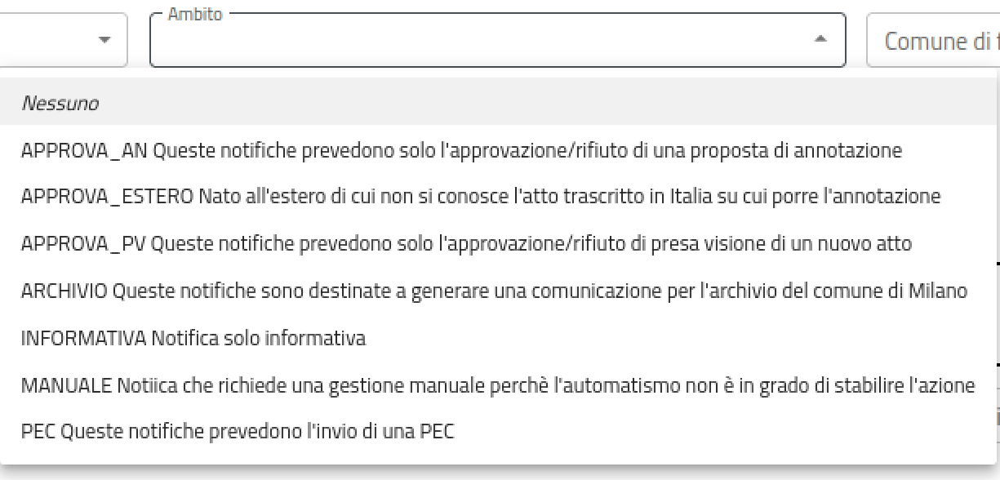 Ambito
Comune di
Nessuno
APPROVA_AN Queste notifiche prevedono solo l'approvazione/rifiuto di una proposta di annotazione
APPROVA_ESTERO Nato all'estero di cui non si conosce l'atto trascritto in Italia su cui porre l'annotazione
APPROVA_PV Queste notifiche prevedono solo l'approvazione/rifiuto di presa visione di un nuovo atto
ARCHIVIO Queste notifiche sono destinate a generare una comunicazione per l'archivio del comune di Milano
INFORMATIVA Notifica solo informativa
MANUALE Notiica che richiede una gestione manuale perchè l'automatismo non è in grado di stabilire l'azione
PEC Queste notifiche prevedono l'invio di una PEC